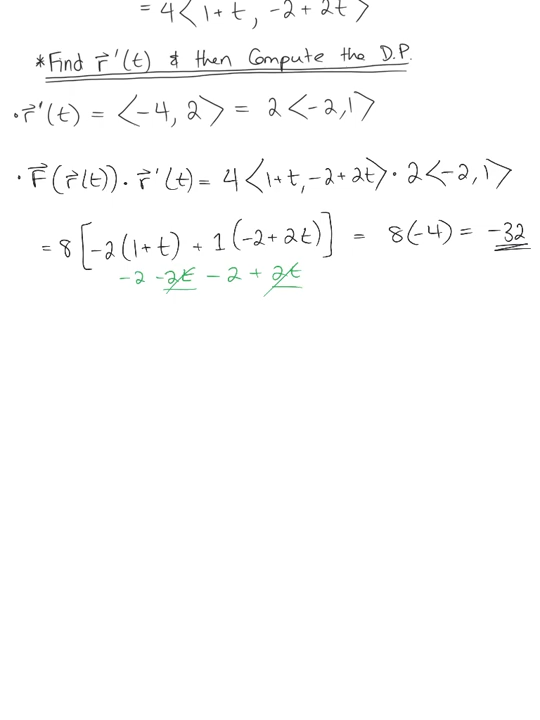 = 4<1+t, -2+2t>
*Find r⃗'(t) & then Compute the D.P.
·r⃗'(t) = <-4, 2> = 2<-2,1>
·F⃗(r⃗(t))·r⃗'(t) = 4<1+t,-2+2t>·2<-2,1>
= 8[-2(1+t) + 1(-2+2t)] = 8(-4) = -32
-2 -2t -2 + 2t